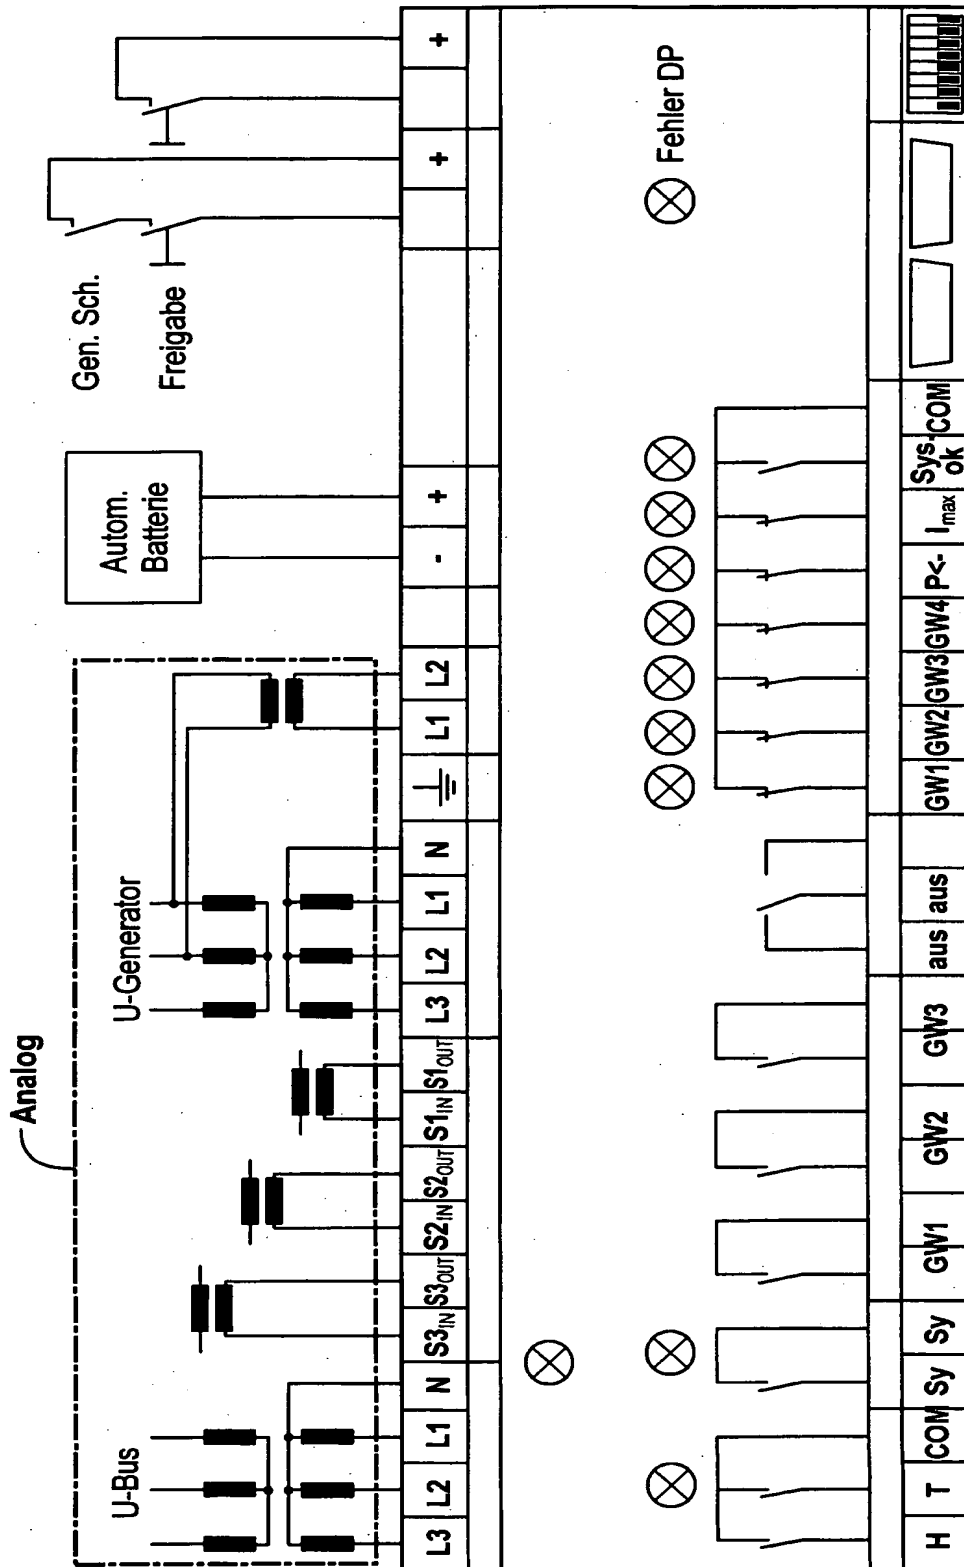 Analog
U-Bus
U-Generator
Autom.
Batterie
Gen. Sch.
Freigabe
L3 L2 L1 N S3IN S3OUT S2IN S2OUT S1IN S1OUT L3 L2 L1 N L1 L2 - + + +
Fehler DP
H T COM Sy Sy GW1 GW2 GW3 aus aus GW1 GW2 GW3 GW4 P<- Imax Sys-ok COM